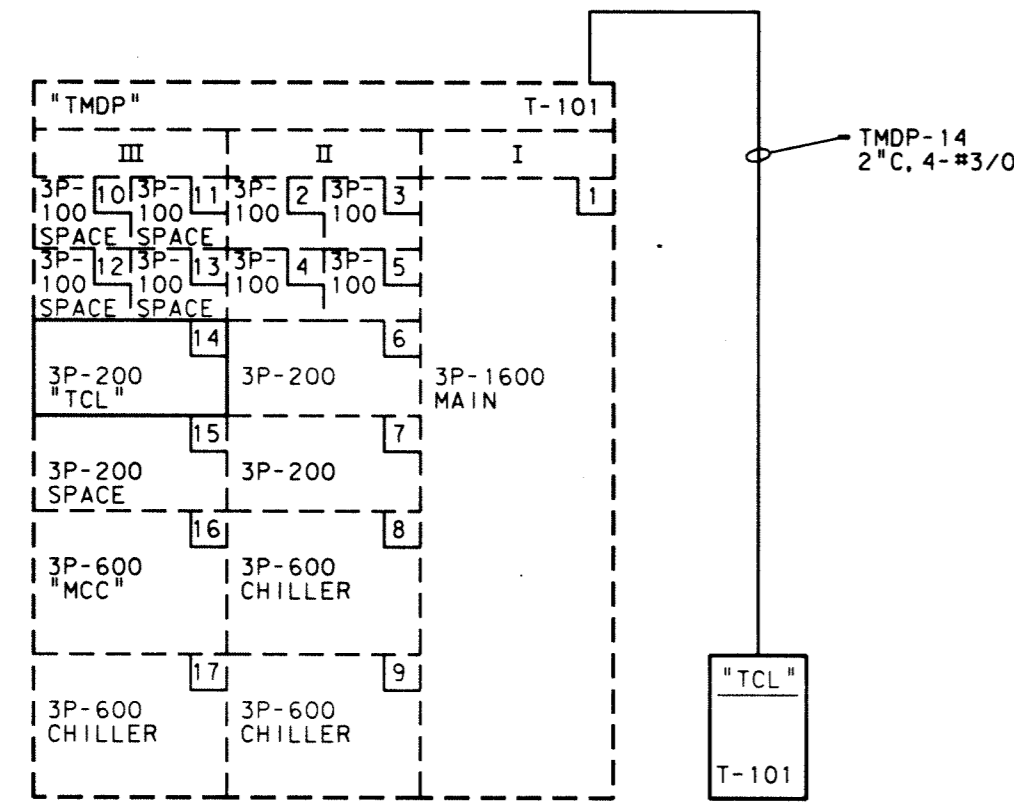 "TMDP" T-101
III II I
3P-100 SPACE 10
3P-100 SPACE 11
3P-100 2
3P-100 3
1
3P-100 SPACE 12
3P-100 SPACE 13
3P-100 4
3P-100 5
14
3P-200
"TCL"
6
3P-200
3P-1600
MAIN
15
3P-200
SPACE
7
3P-200
16
3P-600
"MCC"
8
3P-600
CHILLER
17
3P-600
CHILLER
9
3P-600
CHILLER
TMDP-14
2"C, 4-#3/0
"TCL"
T-101